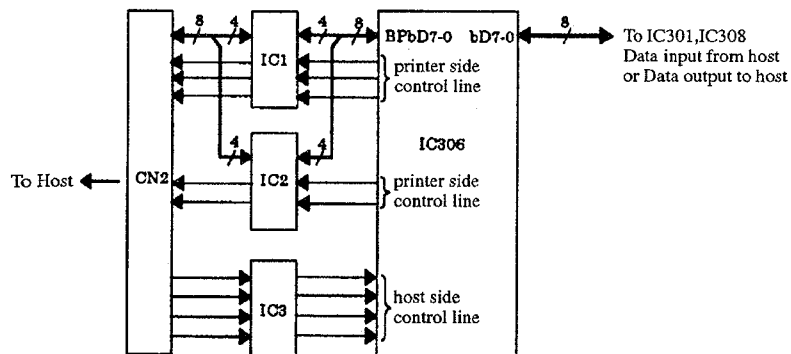 8 4 4 8 8
BPbD7-0 bD7-0
IC1
To IC301,IC308
Data input from host
or Data output to host
printer side
control line
4 4
IC306
To Host
CN2
IC2
printer side
control line
IC3
host side
control line